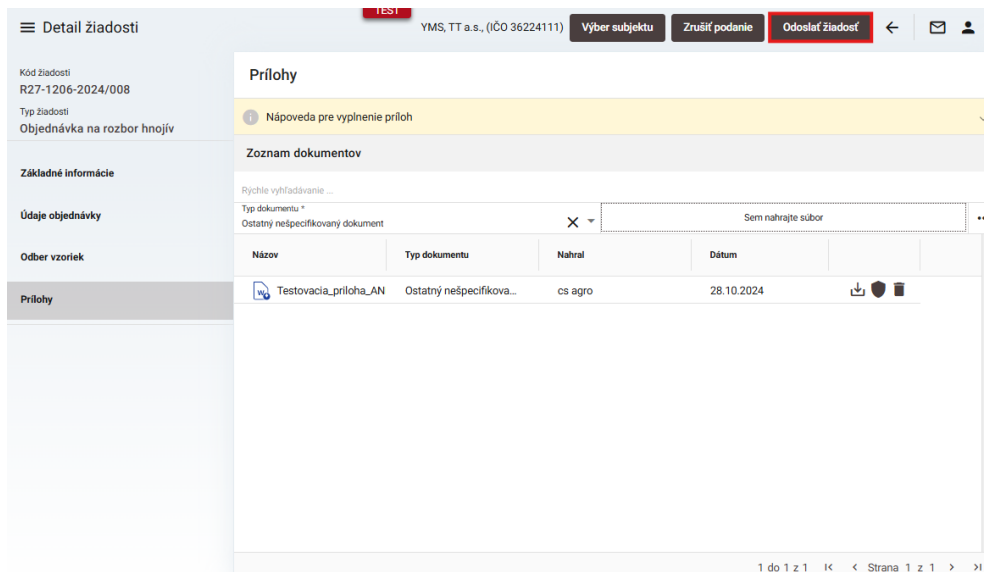 TEST
Detail žiadosti
YMS, TT a.s., (IČO 36224111)
Výber subjektu
Zrušiť podanie
Odoslať žiadosť
Kód žiadosti
R27-1206-2024/008
Typ žiadosti
Objednávka na rozbor hnojív
Základné informácie
Údaje objednávky
Odber vzoriek
Prílohy
Prílohy
Nápoveda pre vyplnenie príloh
Zoznam dokumentov
Rýchle vyhľadávanie ...
Typ dokumentu *
Ostatný nešpecifikovaný dokument
Sem nahrajte súbor
Názov Typ dokumentu Nahral Dátum
Testovacia_priloha_AN Ostatný nešpecifikova... cs agro 28.10.2024
1 do 1 z 1 Strana 1 z 1